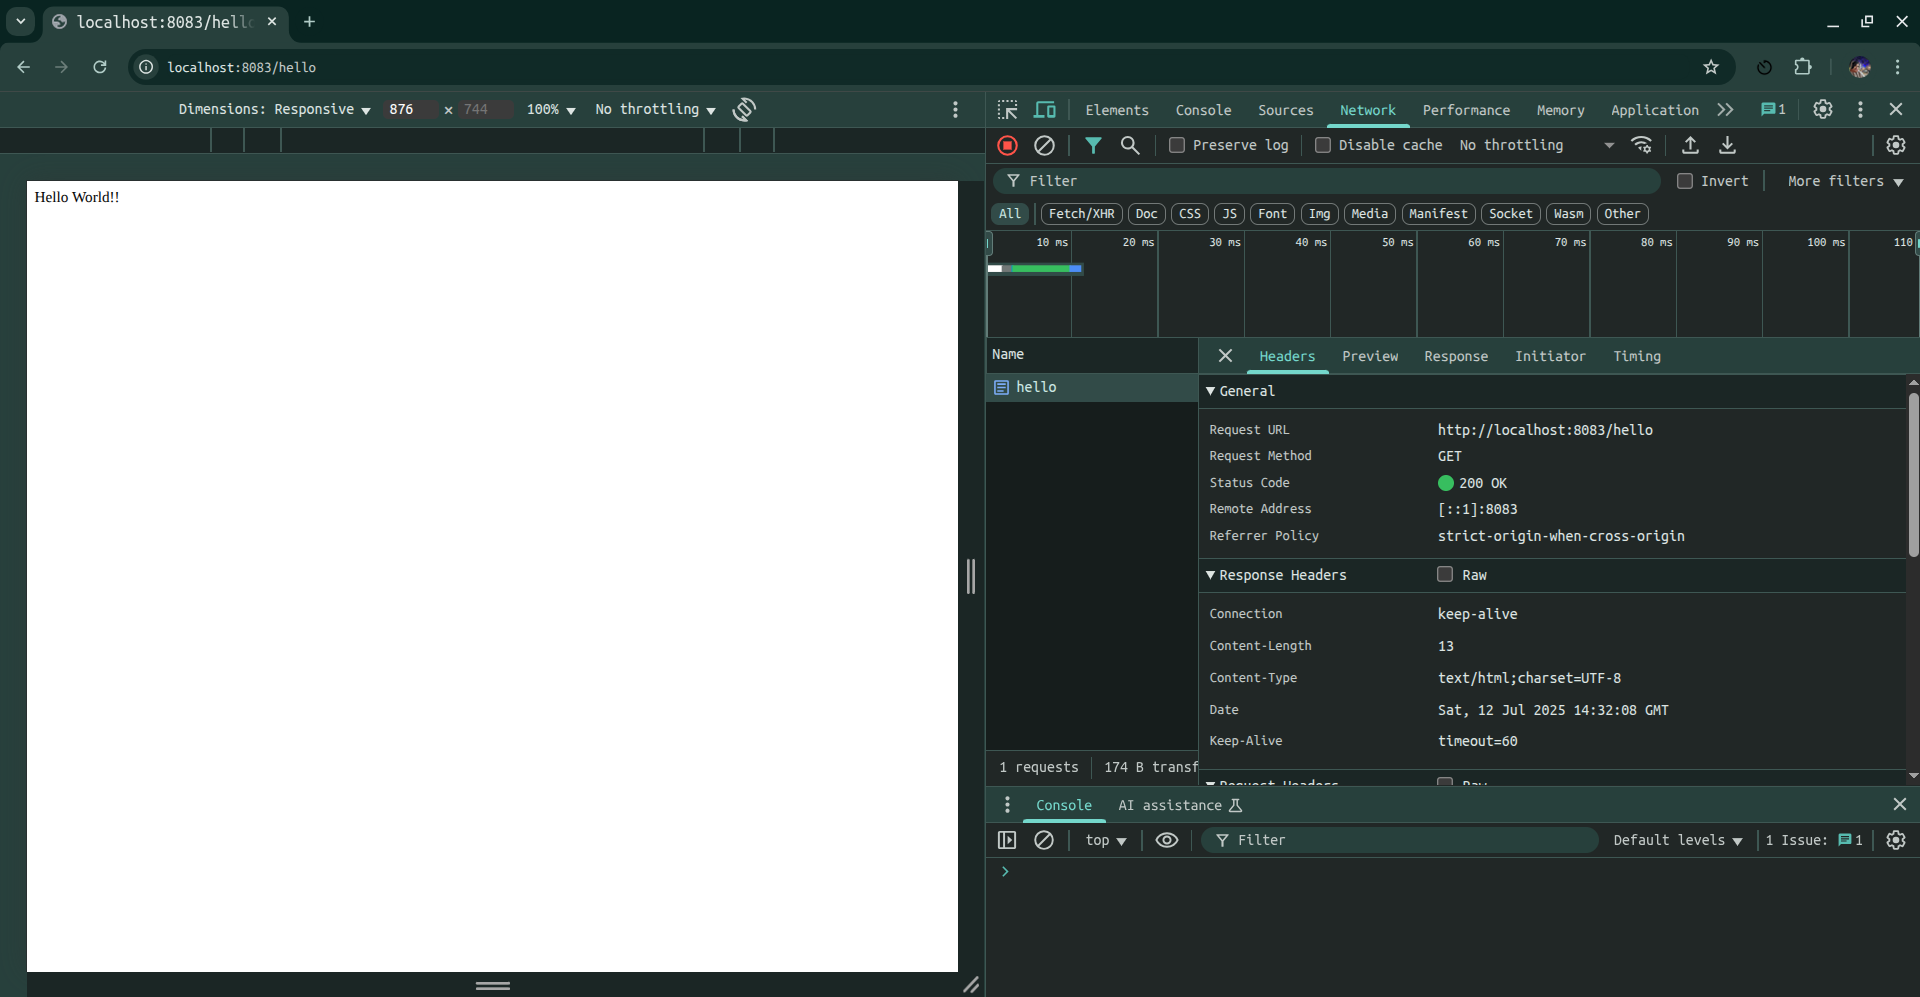 localhost:8083/hello
localhost:8083/hello
Dimensions: Responsive 876 × 744 100% No throttling
Hello World!!
Elements Console Sources Network Performance Memory Application 1
Preserve log Disable cache No throttling
Filter Invert More filters
All Fetch/XHR Doc CSS JS Font Img Media Manifest Socket Wasm Other
10 ms 20 ms 30 ms 40 ms 50 ms 60 ms 70 ms 80 ms 90 ms 100 ms 110
Name
hello
1 requests 174 B transf
Headers Preview Response Initiator Timing
General
Request URL http://localhost:8083/hello
Request Method GET
Status Code 200 OK
Remote Address [::1]:8083
Referrer Policy strict-origin-when-cross-origin
Response Headers Raw
Connection keep-alive
Content-Length 13
Content-Type text/html;charset=UTF-8
Date Sat, 12 Jul 2025 14:32:08 GMT
Keep-Alive timeout=60
Request Headers Raw
Console AI assistance
top Filter Default levels 1 Issue: 1